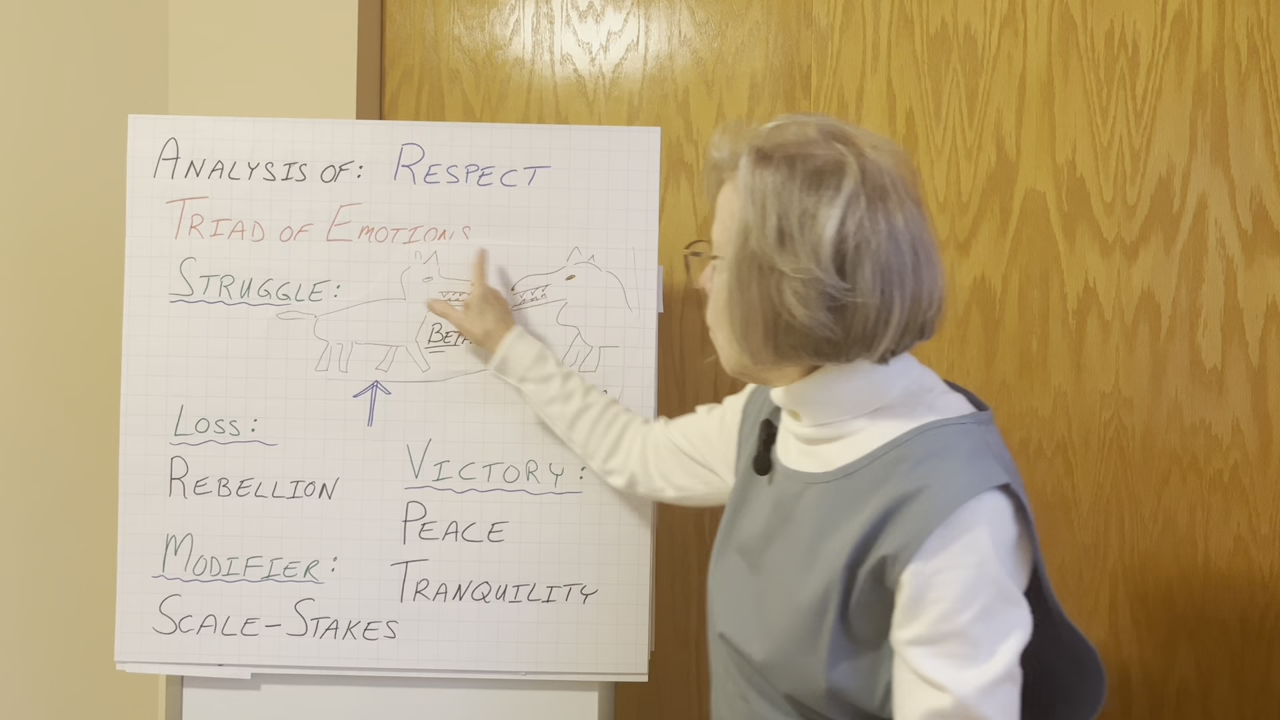 ANALYSIS OF: RESPECT
TRIAD OF EMOTIONS
STRUGGLE:
LOSS:
REBELLION
VICTORY:
PEACE
TRANQUILITY
MODIFIER:
SCALE-STAKES